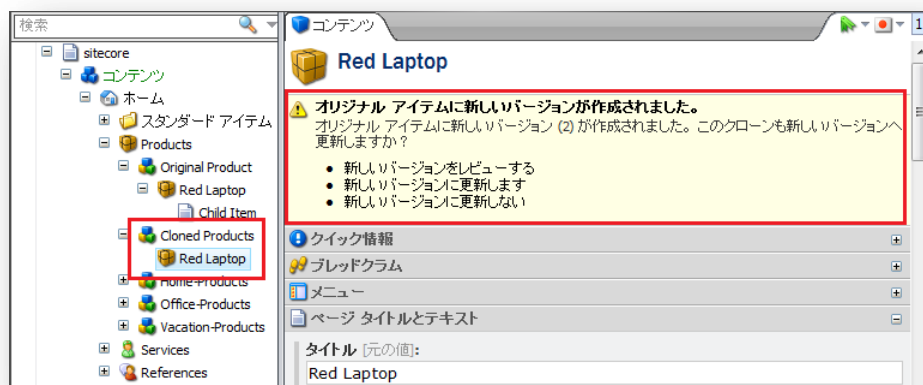 検索
sitecore
コンテンツ
ホーム
スタンダード アイテム
Products
Original Product
Red Laptop
Child Item
Cloned Products
Red Laptop
Home-Products
Office-Products
Vacation-Products
Services
References
コンテンツ
1
Red Laptop
オリジナル アイテムに新しいバージョンが作成されました。
オリジナル アイテムに新しいバージョン (2) が作成されました。このクローンも新しいバージョンへ
更新しますか？
• 新しいバージョンをレビューする
• 新しいバージョンに更新します
• 新しいバージョンに更新しない
クイック情報
ブレッドクラム
メニュー
ページ タイトルとテキスト
タイトル [元の値]:
Red Laptop